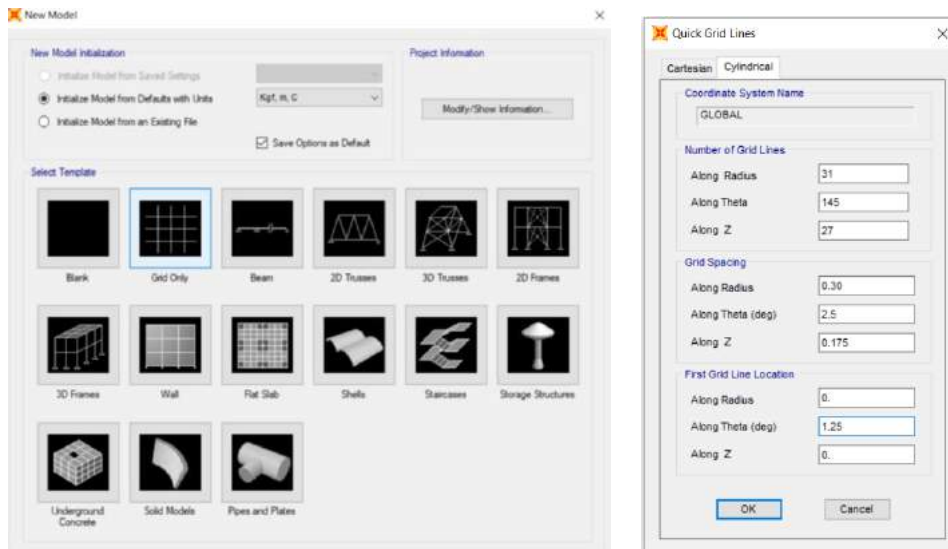 New Model
New Model Initialization
Initialize Model from Saved Settings
Initialize Model from Defaults with Units
Kgf, m, C
Initialize Model from an Existing File
Save Options as Default
Project Information
Modify/Show Information...
Select Template
Blank
Grid Only
Beam
2D Trusses
3D Trusses
2D Frames
3D Frames
Wall
Flat Slab
Shells
Staircases
Storage Structures
Underground
Concrete
Solid Models
Pipes and Plates
Quick Grid Lines
Cartesian Cylindrical
Coordinate System Name
GLOBAL
Number of Grid Lines
Along Radius 31
Along Theta 145
Along Z 27
Grid Spacing
Along Radius 0.30
Along Theta (deg) 2.5
Along Z 0.175
First Grid Line Location
Along Radius 0.
Along Theta (deg) 1.25
Along Z 0.
OK Cancel